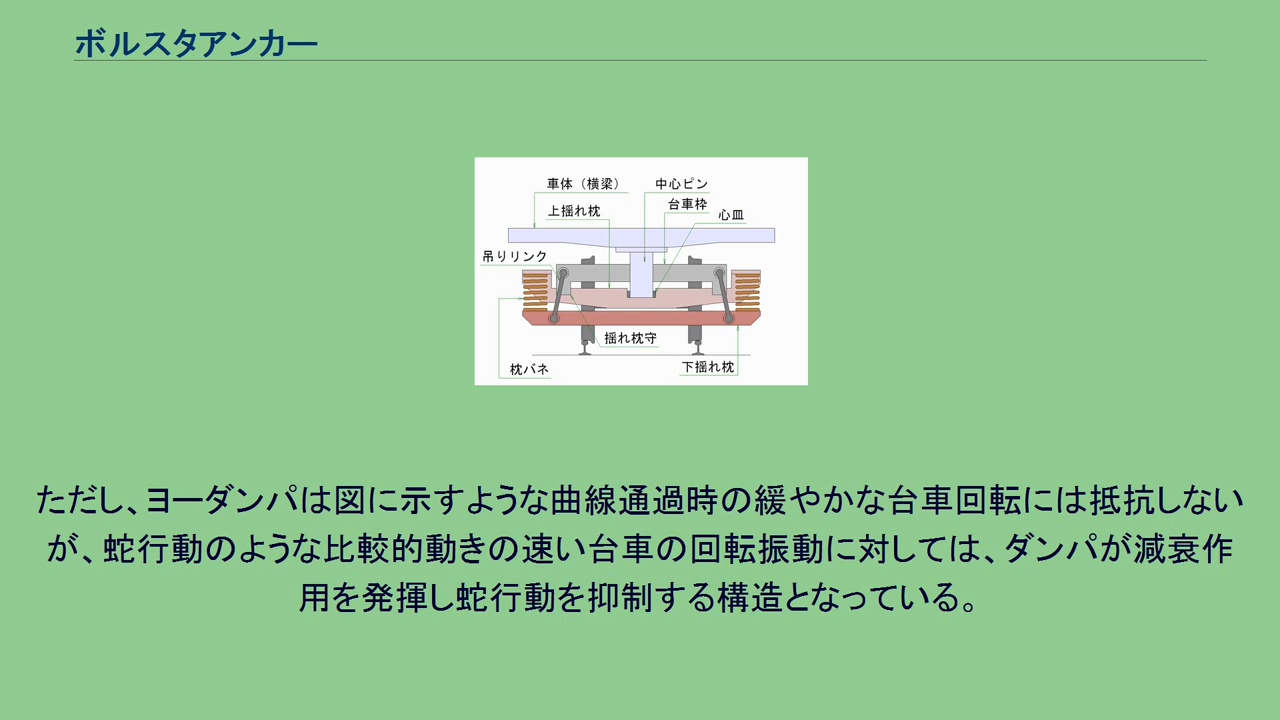 ボルスタアンカー
車体（横梁）
中心ピン
台車枠
上揺れ枕
心皿
吊りリンク
揺れ枕守
枕バネ
下揺れ枕
ただし、ヨーダンパは図に示すような曲線通過時の緩やかな台車回転には抵抗しない
が、蛇行動のような比較的動きの速い台車の回転振動に対しては、ダンパが減衰作
用を発揮し蛇行動を抑制する構造となっている。